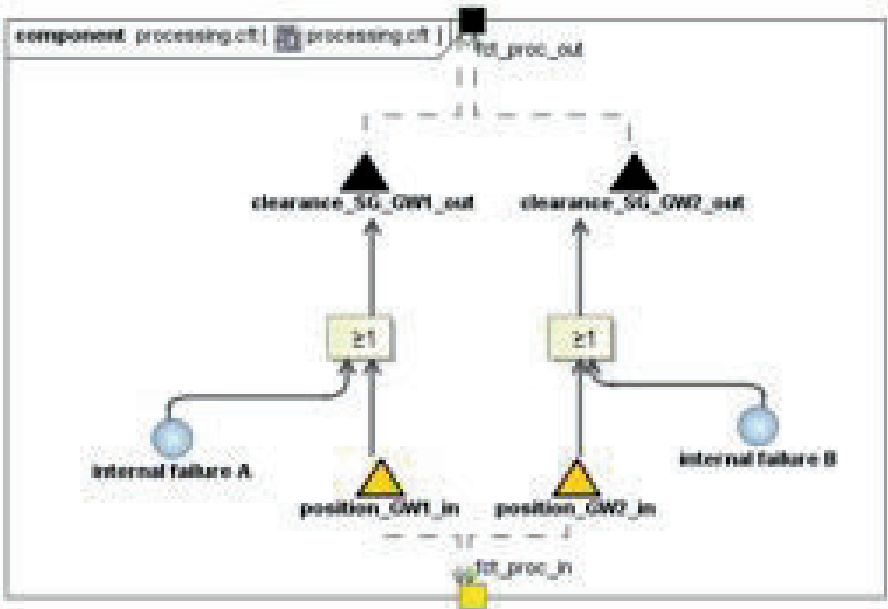 component processing.cft [ processing.cft ]
fct_proc_out
clearance_SG_GW1_out
clearance_SG_GW2_out
≥1
≥1
internal failure A
internal failure B
position_GW1_in
position_GW2_in
fct_proc_in